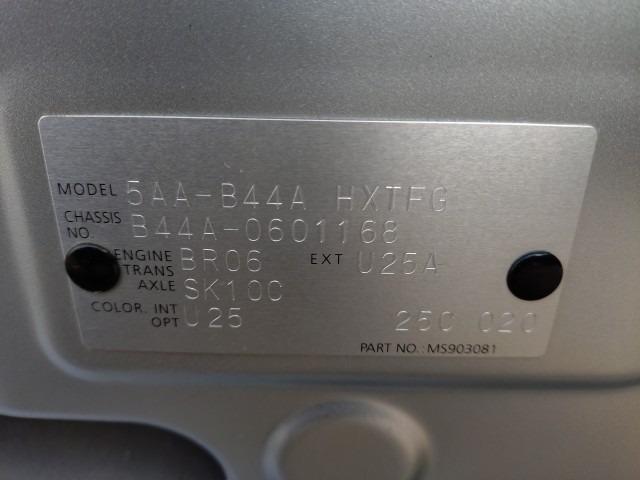 MODEL 5AA-B44A HXTFG
CHASSIS NO. B44A-0601168
ENGINE BR06 EXT U25A
TRANS AXLE SK10C
COLOR. INT OPT U25 25C 020
PART NO.: MS903081